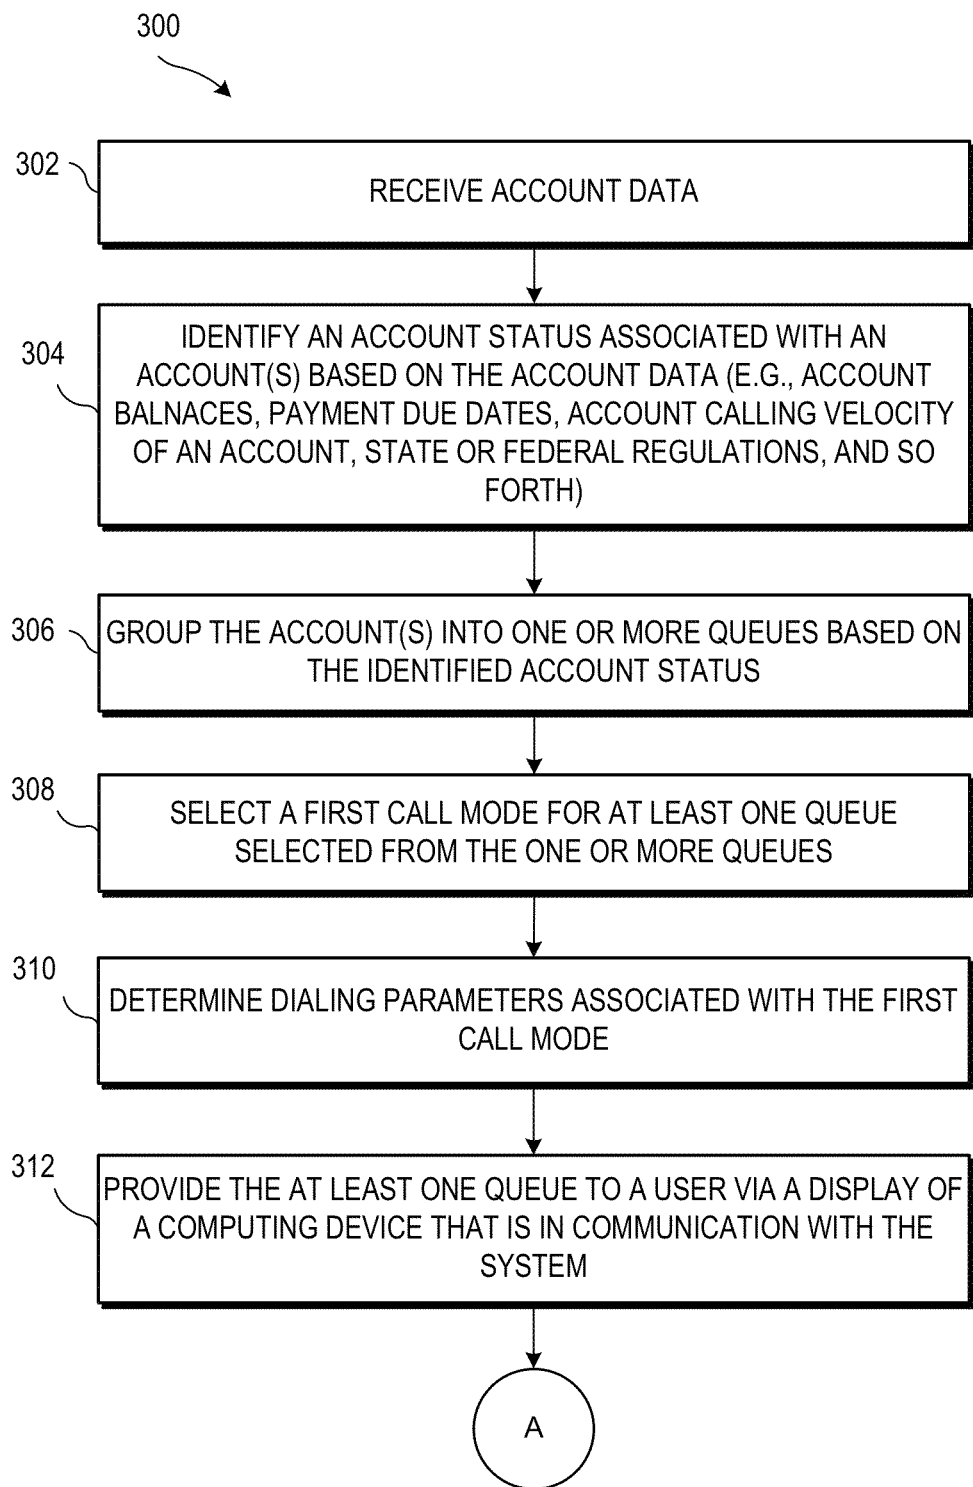 300
302
RECEIVE ACCOUNT DATA
304
IDENTIFY AN ACCOUNT STATUS ASSOCIATED WITH AN
ACCOUNT(S) BASED ON THE ACCOUNT DATA (E.G., ACCOUNT
BALNACES, PAYMENT DUE DATES, ACCOUNT CALLING VELOCITY
OF AN ACCOUNT, STATE OR FEDERAL REGULATIONS, AND SO
FORTH)
306
GROUP THE ACCOUNT(S) INTO ONE OR MORE QUEUES BASED ON
THE IDENTIFIED ACCOUNT STATUS
308
SELECT A FIRST CALL MODE FOR AT LEAST ONE QUEUE
SELECTED FROM THE ONE OR MORE QUEUES
310
DETERMINE DIALING PARAMETERS ASSOCIATED WITH THE FIRST
CALL MODE
312
PROVIDE THE AT LEAST ONE QUEUE TO A USER VIA A DISPLAY OF
A COMPUTING DEVICE THAT IS IN COMMUNICATION WITH THE
SYSTEM
A